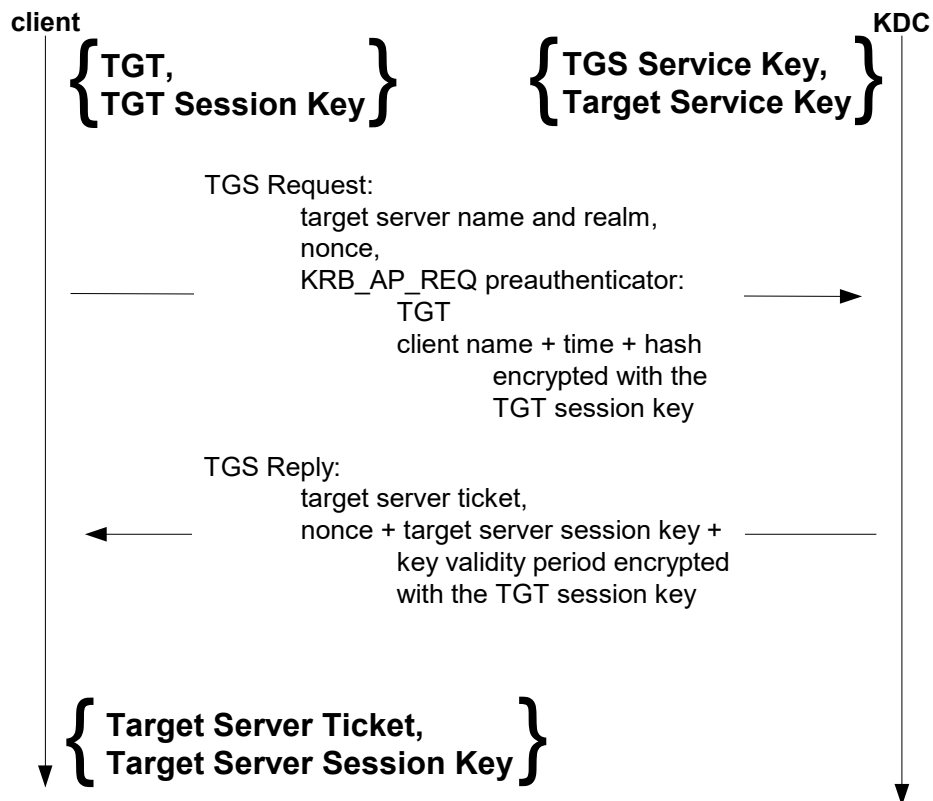 client
KDC
{TGT,
TGT Session Key}
{TGS Service Key,
Target Service Key}
TGS Request:
target server name and realm,
nonce,
KRB_AP_REQ preauthenticator:
TGT
client name + time + hash
encrypted with the
TGT session key
TGS Reply:
target server ticket,
nonce + target server session key +
key validity period encrypted
with the TGT session key
{Target Server Ticket,
Target Server Session Key}